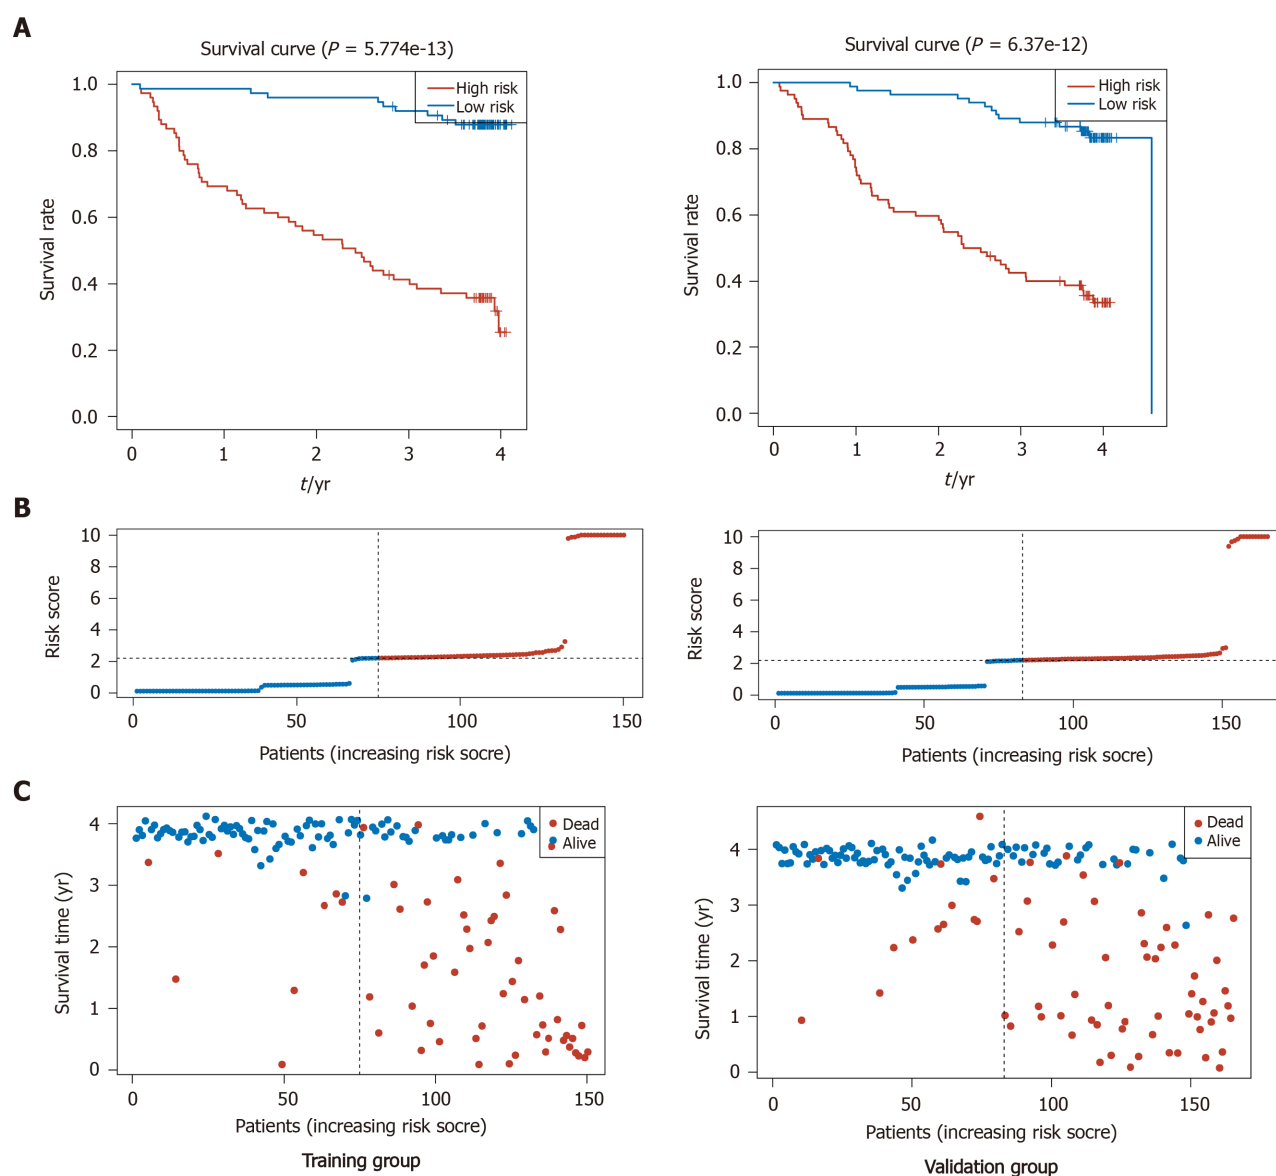 A
Survival curve (P = 5.774e-13)
High risk
Low risk
1.0
0.8
0.6
0.4
0.2
0.0
Survival rate
0 1 2 3 4
t/yr
Survival curve (P = 6.37e-12)
High risk
Low risk
1.0
0.8
0.6
0.4
0.2
0.0
Survival rate
0 1 2 3 4
t/yr
B
10
8
6
4
2
0
Risk score
0 50 100 150
Patients (increasing risk socre)
10
8
6
4
2
0
Risk score
0 50 100 150
Patients (increasing risk socre)
C
Dead
Alive
4
3
2
1
0
Survival time (yr)
0 50 100 150
Patients (increasing risk socre)
Training group
Dead
Alive
4
3
2
1
0
Survival time (yr)
0 50 100 150
Patients (increasing risk socre)
Validation group